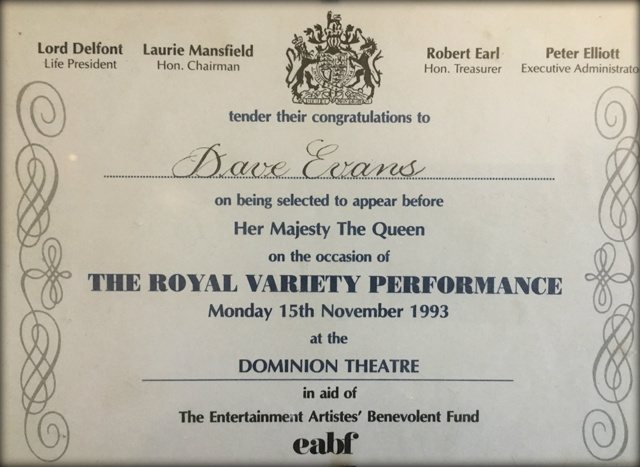 Lord Delfont Laurie Mansfield Robert Earl Peter Elliott
Life President Hon. Chairman Hon. Treasurer Executive Administrato
tender their congratulations to
Dave Evans
on being selected to appear before
Her Majesty The Queen
on the occasion of
THE ROYAL VARIETY PERFORMANCE
Monday 15th November 1993
at the
DOMINION THEATRE
in aid of
The Entertainment Artistes' Benevolent Fund
eabf